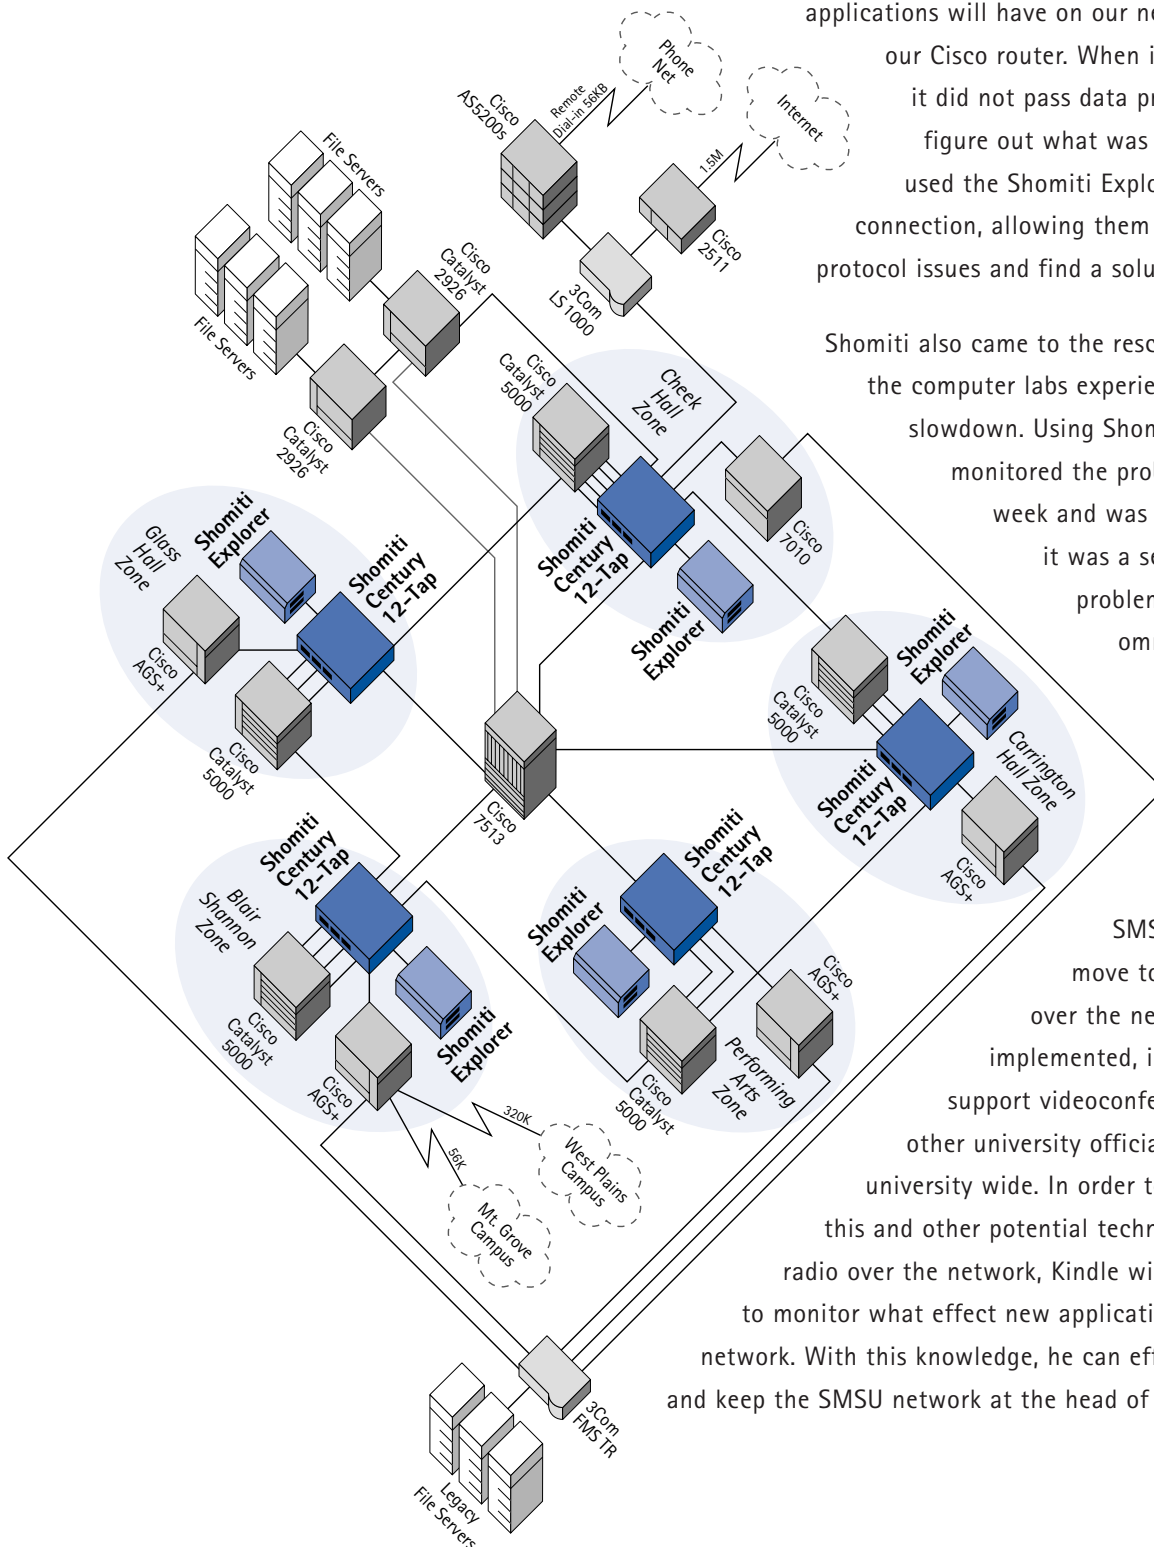 applications will have on our ne
our Cisco router. When i
it did not pass data pr
figure out what was
used the Shomiti Explo
connection, allowing them
protocol issues and find a solu
Shomiti also came to the resc
the computer labs experie
slowdown. Using Shom
monitored the prol
week and was
it was a se
problem
om
SMS
move to
over the ne
implemented, i
support videoconfe
other university officia
university wide. In order t
this and other potential techn
radio over the network, Kindle wi
to monitor what effect new applicati
network. With this knowledge, he can eff
and keep the SMSU network at the head of
Phone
Net
Internet
Cisco
AS5200s
Remote
Dial-in 56KB
1.5M
Cisco
2511
3Com
LS1000
File Servers
File Servers
Cisco
Catalyst
2926
Cisco
Catalyst
2926
Cisco
Catalyst
5000
Cheek
Hall
Zone
Shomiti
Century
12-Tap
Shomiti
Explorer
Cisco
7010
Glass
Hall
Zone
Shomiti
Explorer
Shomiti
Century
12-Tap
Cisco
AGS+
Cisco
Catalyst
5000
Cisco
7513
Cisco
Catalyst
5000
Shomiti
Explorer
Shomiti
Century
12-Tap
Carrington
Hall Zone
Cisco
AGS+
Shomiti
Century
12-Tap
Blair
Shannon
Zone
Cisco
Catalyst
5000
Cisco
AGS+
Shomiti
Explorer
Shomiti
Century
12-Tap
Shomiti
Explorer
Cisco
Catalyst
5000
Performing
Arts
Zone
Cisco
AGS+
320K
56K
West Plains
Campus
Mt. Grove
Campus
3Com
FMS TR
Legacy
File Servers